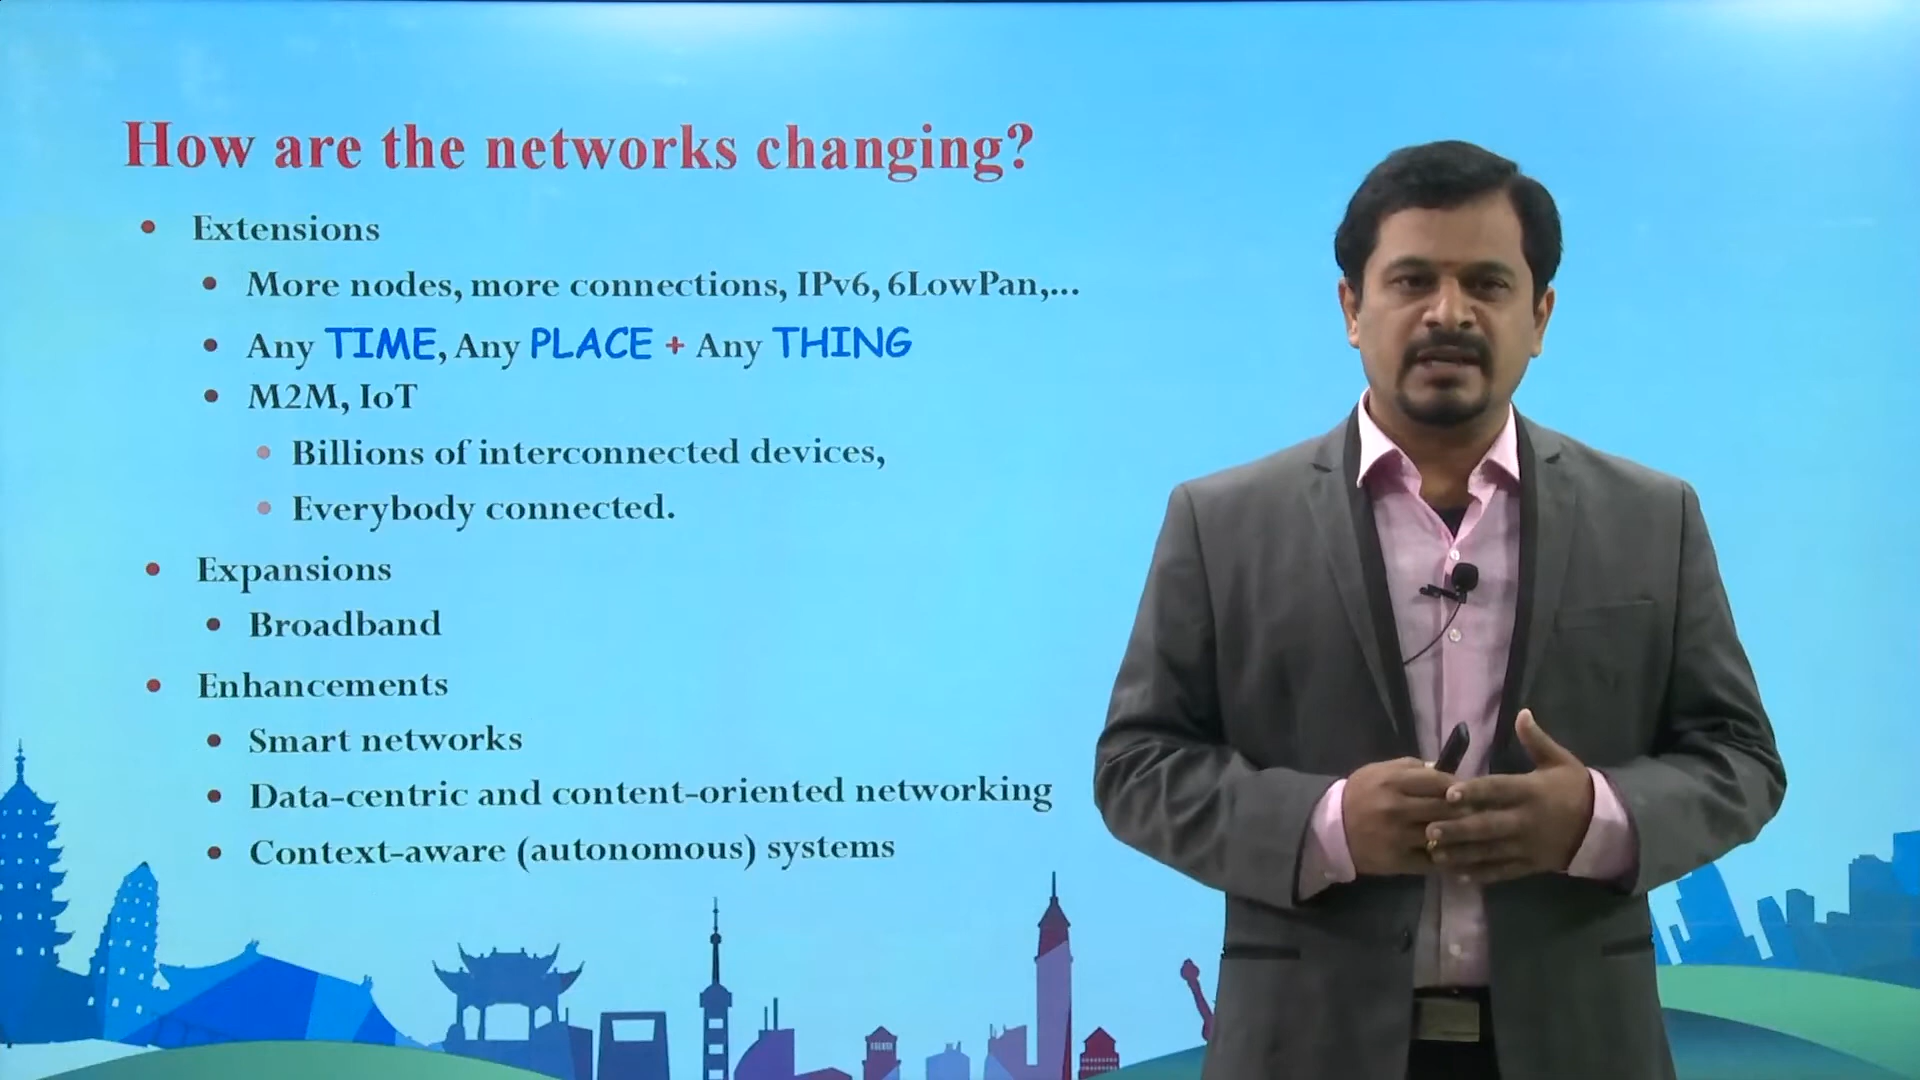 How are the networks changing?
• Extensions
• More nodes, more connections, IPv6, 6LowPan,...
• Any TIME, Any PLACE + Any THING
• M2M, IoT
• Billions of interconnected devices,
• Everybody connected.
• Expansions
• Broadband
• Enhancements
• Smart networks
• Data-centric and content-oriented networking
• Context-aware (autonomous) systems